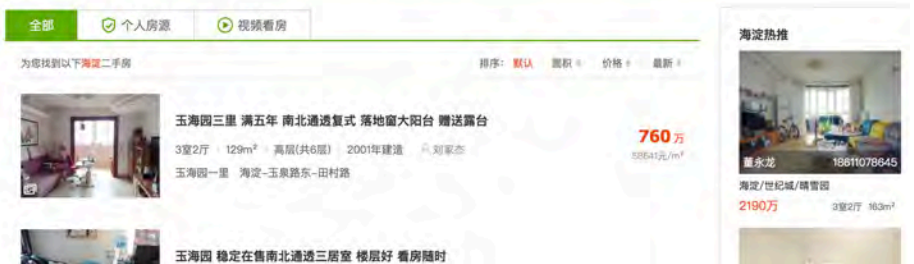 全部
个人房源
视频看房
为您找到以下海淀二手房
排序: 默认 面积 价格 最新
玉海园三里 满五年 南北通透复式 落地窗大阳台 赠送露台
3室2厅 129m² 高层(共6层) 2001年建造 刘家杰
玉海园一里 海淀-玉泉路东-田村路
760万
58641元/m²
玉海园 稳定在售南北通透三居室 楼层好 看房随时
海淀热推
董永龙 18611078645
海淀/世纪城/晴雪园
2190万 3室2厅 163m²